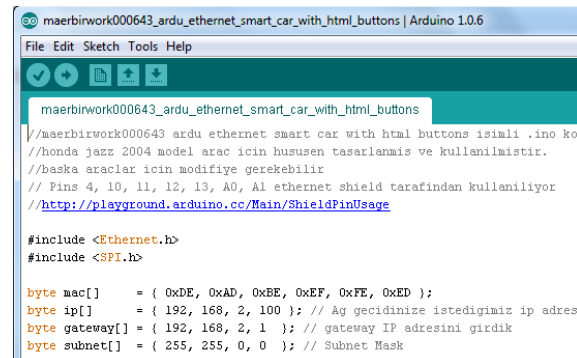 maerbirwork000643_ardu_ethernet_smart_car_with_html_buttons | Arduino 1.0.6
File Edit Sketch Tools Help
maerbirwork000643_ardu_ethernet_smart_car_with_html_buttons
//maerbirwork000643 ardu ethernet smart car with html buttons isimli .ino ko
//honda jazz 2004 model arac icin hususen tasarlanmis ve kullanilmistir.
//baska araclar icin modifiye gerekebilir
// Pins 4, 10, 11, 12, 13, A0, A1 ethernet shield tarafindan kullaniliyor
//http://playground.arduino.cc/Main/ShieldPinUsage
#include <Ethernet.h>
#include <SPI.h>
byte mac[] = { 0xDE, 0xAD, 0xBE, 0xEF, 0xFE, 0xED };
byte ip[] = { 192, 168, 2, 100 }; // Ag gecidinize istedigimiz ip adres
byte gateway[] = { 192, 168, 2, 1 }; // gateway IP adresini girdik
byte subnet[] = { 255, 255, 0, 0 }; // Subnet Mask